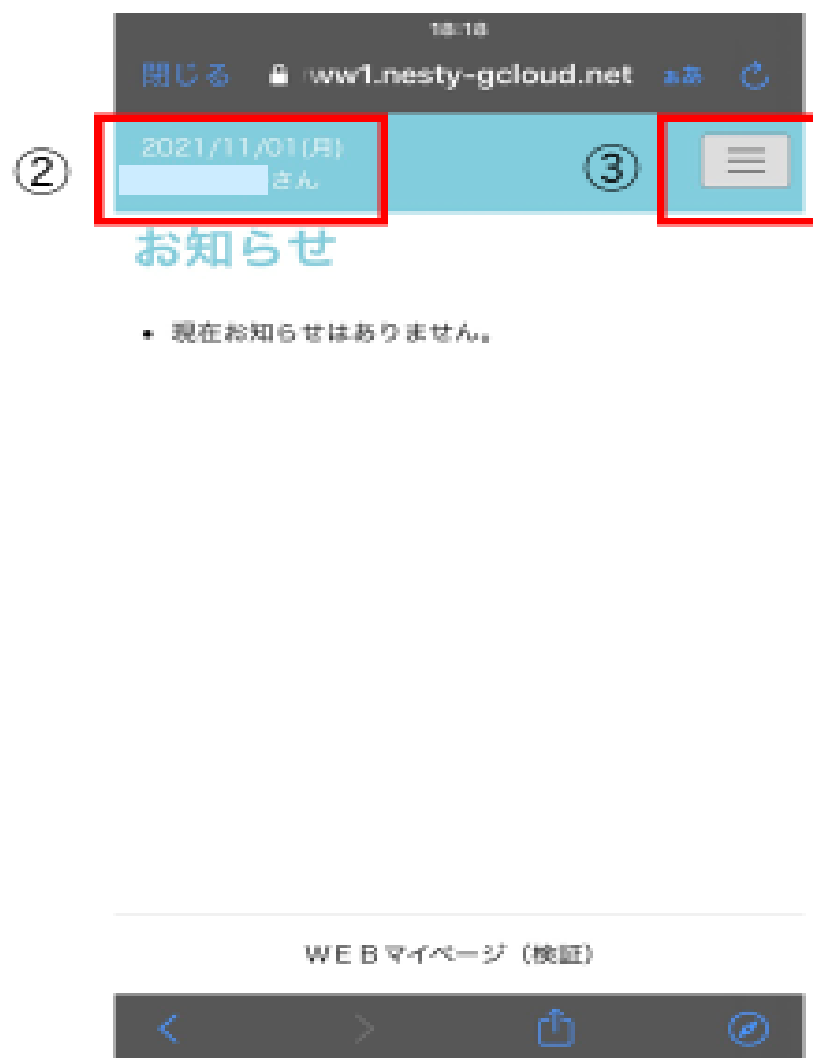 18:18
閉じる ww1.nesty-gcloud.net ぁあ
② 2021/11/01(月) ③
さん
お知らせ
• 現在お知らせはありません。
WEBマイページ（検証）